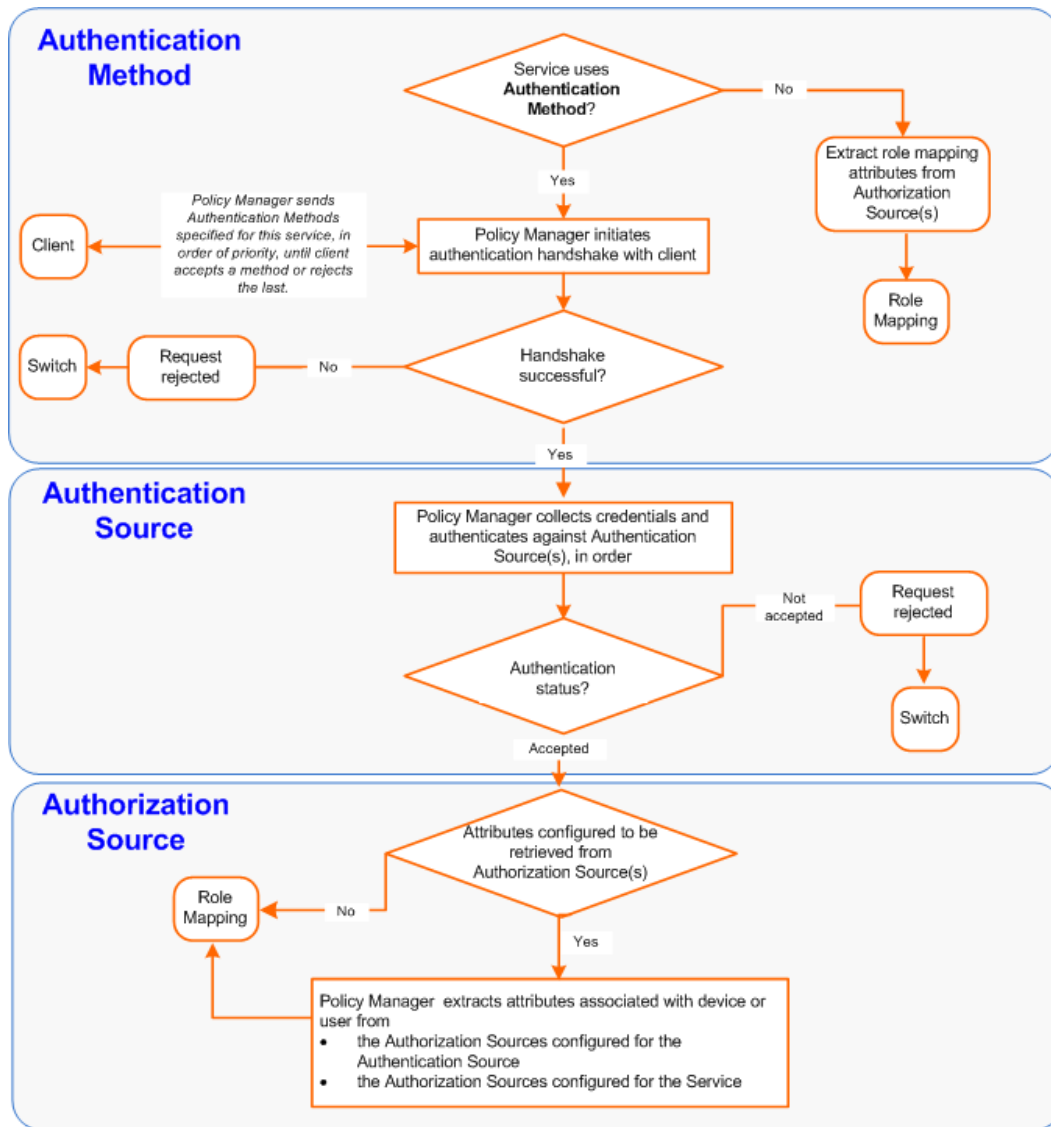 Authentication
Method
Service uses
Authentication
Method?
No
Extract role mapping
attributes from
Authorization
Source(s)
Yes
Policy Manager sends
Authentication Methods
specified for this service, in
order of priority, until client
accepts a method or rejects
the last.
Client
Policy Manager initiates
authentication handshake with client
Role
Mapping
Switch
Request
rejected
No
Handshake
successful?
Yes
Authentication
Source
Policy Manager collects credentials and
authenticates against Authentication
Source(s), in order
Not
accepted
Request
rejected
Authentication
status?
Switch
Accepted
Authorization
Source
Attributes configured to be
retrieved from
Authorization Source(s)
Role
Mapping
No
Yes
Policy Manager extracts attributes associated with device or
user from
• the Authorization Sources configured for the
Authentication Source
• the Authorization Sources configured for the Service